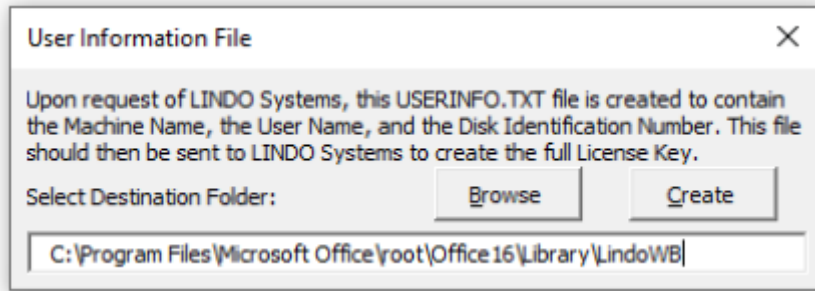 User Information File
Upon request of LINDO Systems, this USERINFO.TXT file is created to contain
the Machine Name, the User Name, and the Disk Identification Number. This file
should then be sent to LINDO Systems to create the full License Key.
Select Destination Folder: Browse Create
C:\Program Files\Microsoft Office\root\Office16\Library\LindoWB